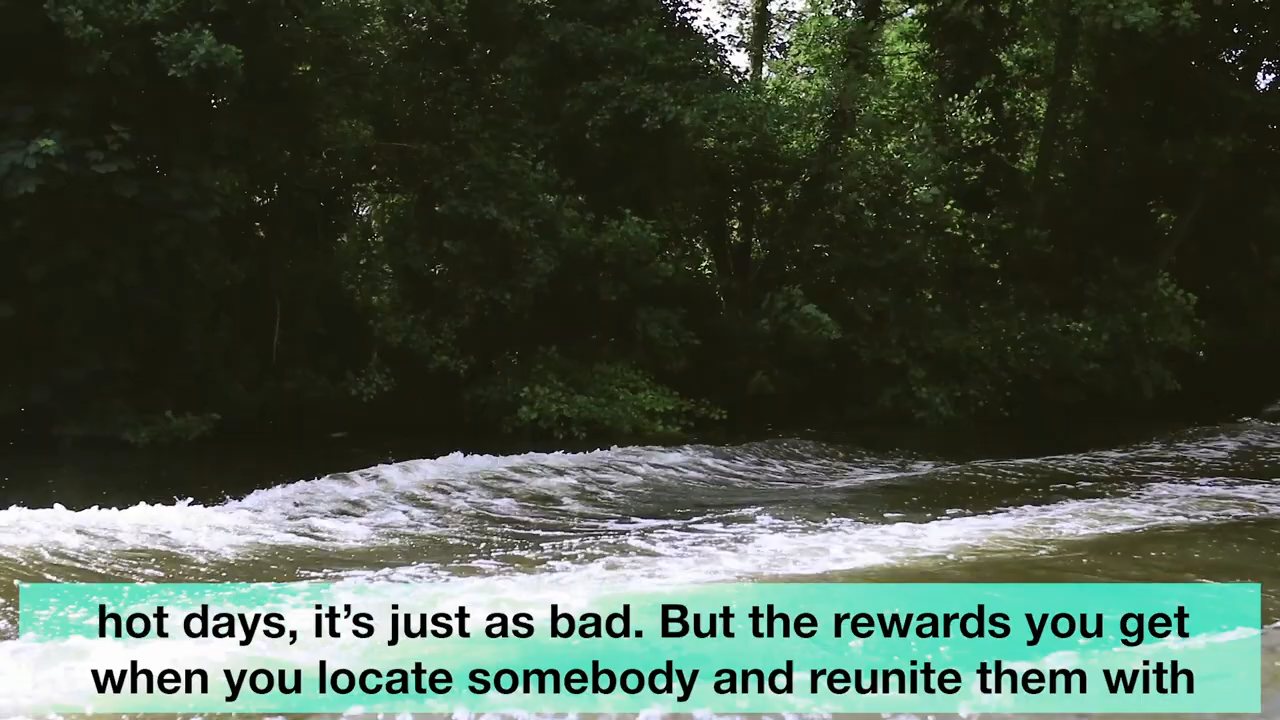 hot days, it’s just as bad. But the rewards you get
when you locate somebody and reunite them with